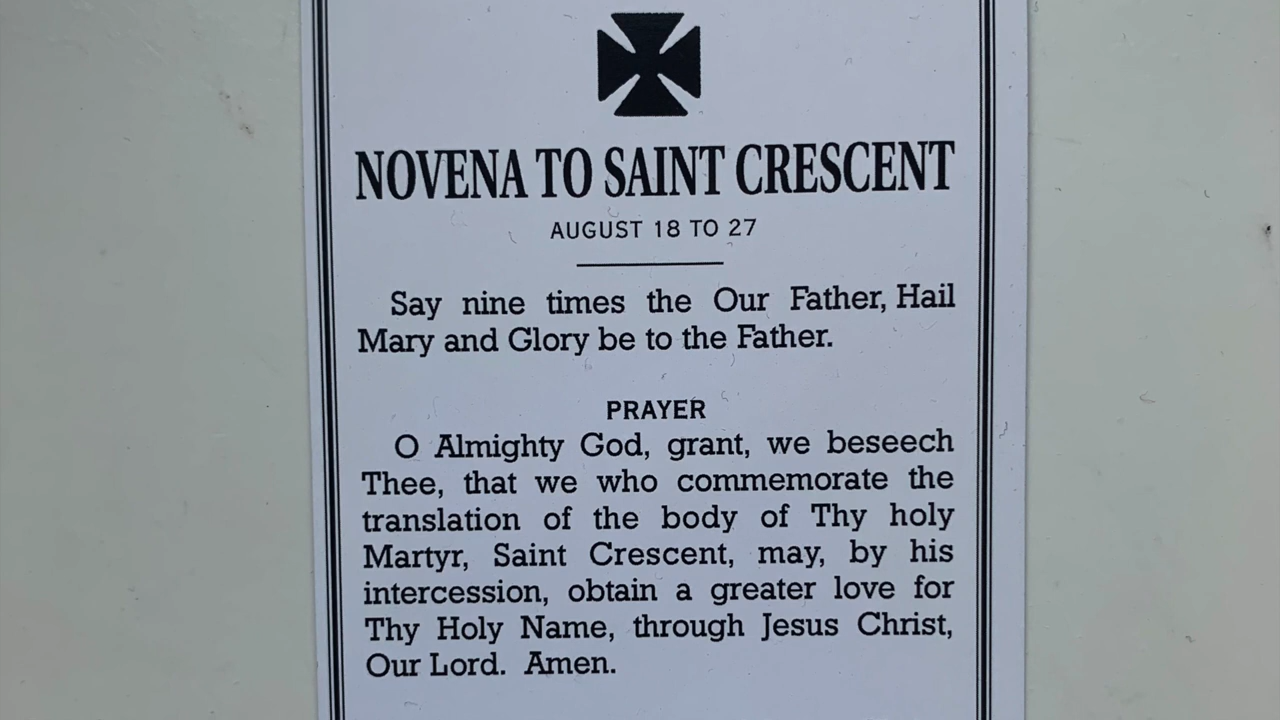 NOVENA TO SAINT CRESCENT
AUGUST 18 TO 27
Say nine times the Our Father, Hail
Mary and Glory be to the Father.
PRAYER
O Almighty God, grant, we beseech
Thee, that we who commemorate the
translation of the body of Thy holy
Martyr, Saint Crescent, may, by his
intercession, obtain a greater love for
Thy Holy Name, through Jesus Christ,
Our Lord. Amen.